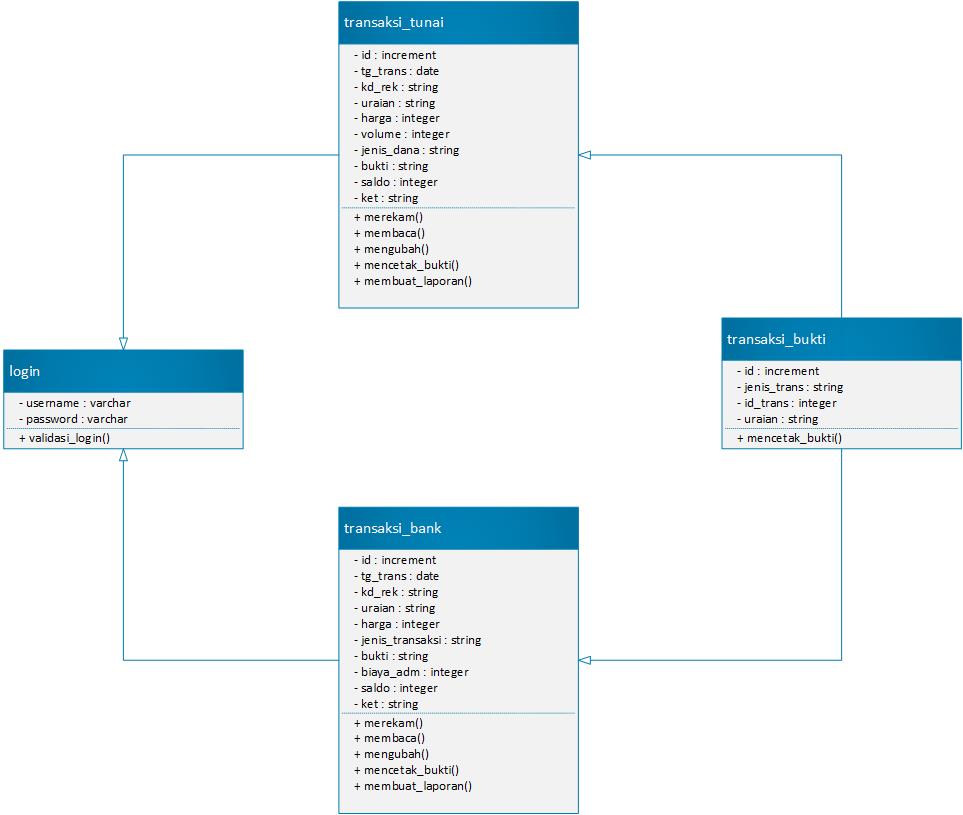 transaksi_tunai
- id : increment
- tg_trans : date
- kd_rek : string
- uraian : string
- harga : integer
- volume : integer
- jenis_dana : string
- bukti : string
- saldo : integer
- ket : string
+ merekam()
+ membaca()
+ mengubah()
+ mencetak_bukti()
+ membuat_laporan()
login
- username : varchar
- password : varchar
+ validasi_login()
transaksi_bukti
- id : increment
- jenis_trans : string
- id_trans : integer
- uraian : string
+ mencetak_bukti()
transaksi_bank
- id : increment
- tg_trans : date
- kd_rek : string
- uraian : string
- harga : integer
- jenis_transaksi : string
- bukti : string
- biaya_adm : integer
- saldo : integer
- ket : string
+ merekam()
+ membaca()
+ mengubah()
+ mencetak_bukti()
+ membuat_laporan()